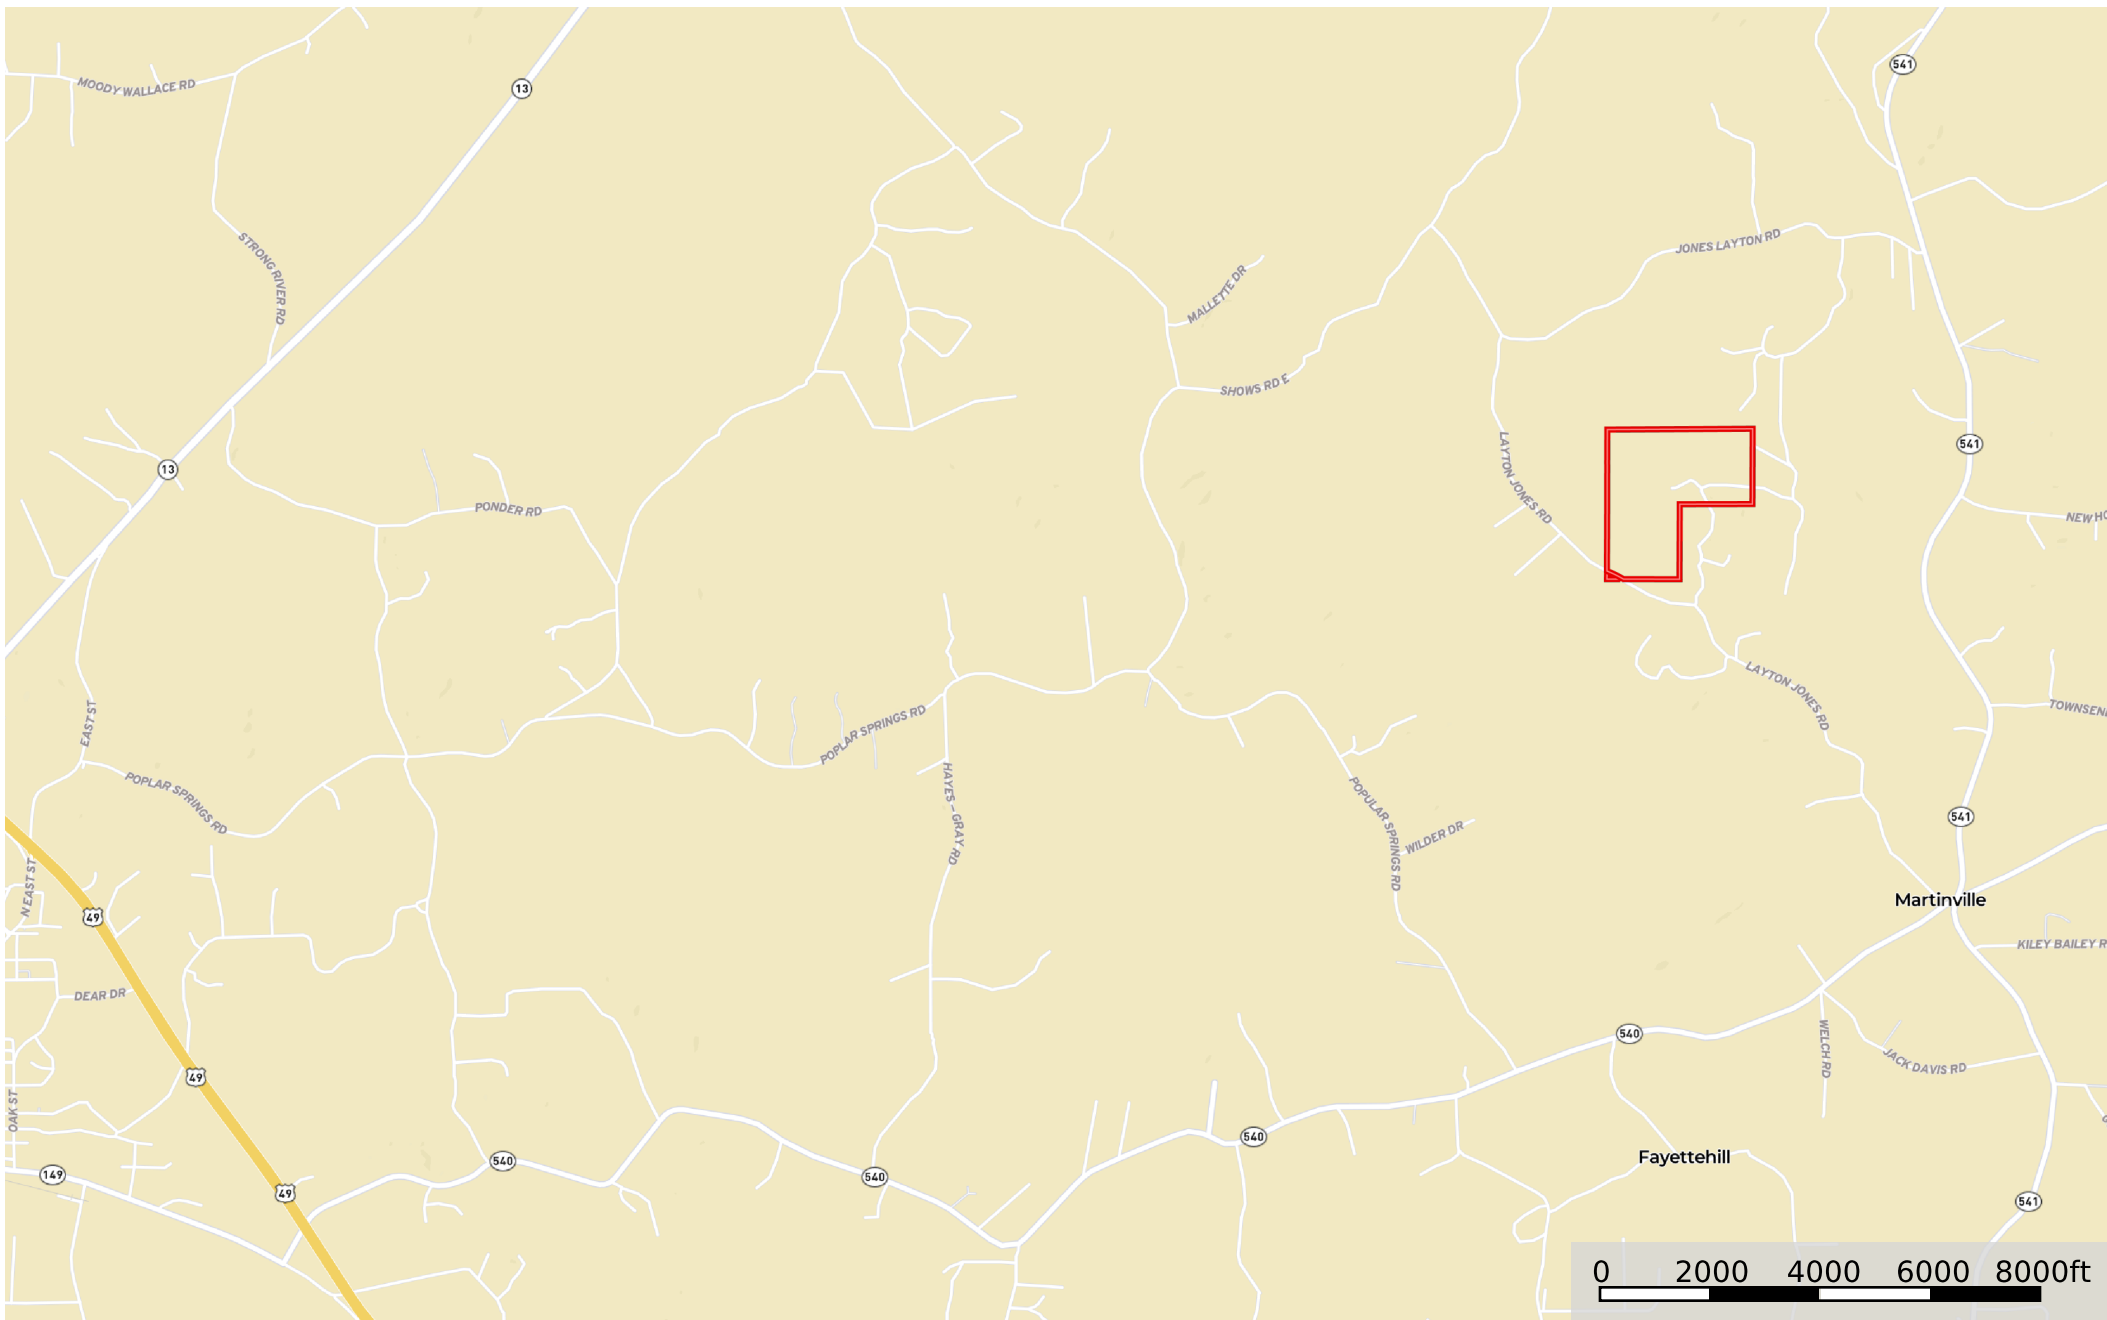 541
MOODY WALLACE RD
13
JONES LAYTON RD
STRONG RIVER RD
MALLETTE DR
SHOWS RD E
541
13
LAYTON JONES RD
PONDER RD
NEW HO
LAYTON JONES RD
TOWNSEN
EAST ST
POPLAR SPRINGS RD
POPLAR SPRINGS RD
HAYES - GRAY RD
POPULAR SPRINGS RD
WILDER DR
541
N EAST ST
Martinville
49
KILEY BAILEY R
DEAR DR
540
WELCH RD
JACK DAVIS RD
49
OAK ST
540
540
Fayettehill
149
540
49
541
0 2000 4000 6000 8000ft